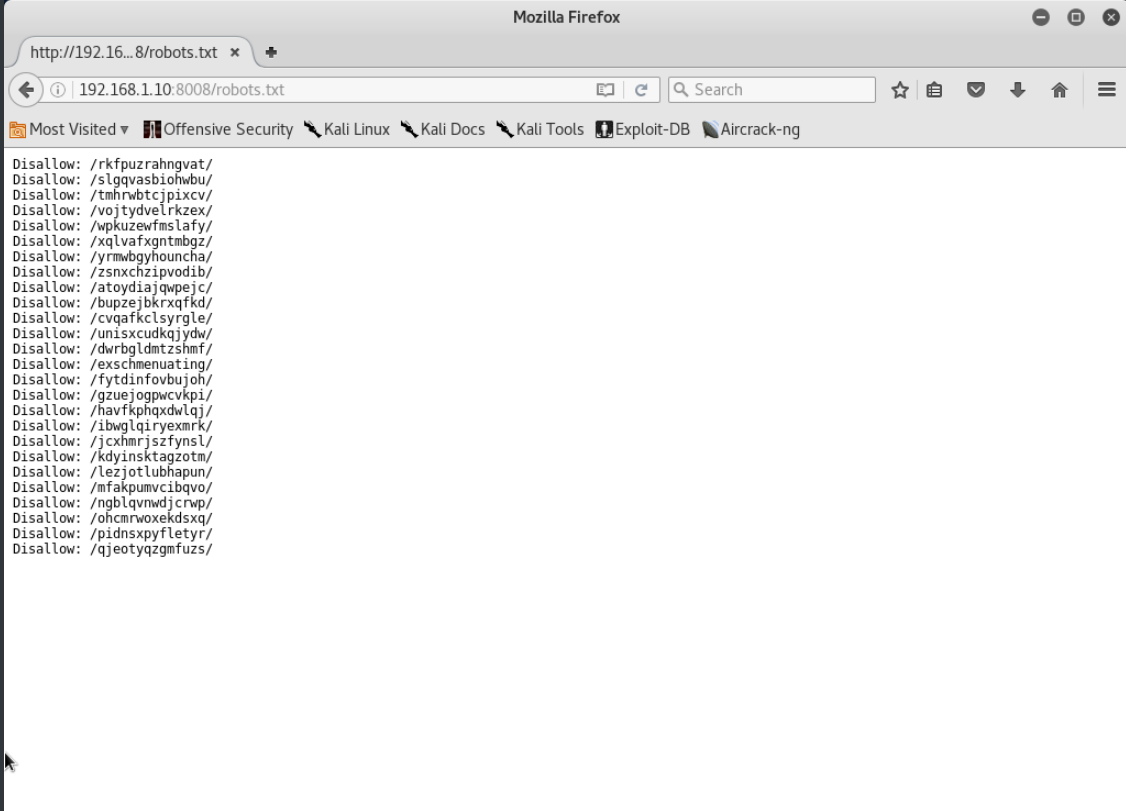 Mozilla Firefox
http://192.16...8/robots.txt
192.168.1.10:8008/robots.txt
Search
Most Visited Offensive Security Kali Linux Kali Docs Kali Tools Exploit-DB Aircrack-ng
Disallow: /rkfpuzrahngvat/
Disallow: /slgqvasbiohwbu/
Disallow: /tmhrwbtcjpixcv/
Disallow: /vojtydvelrkzex/
Disallow: /wpkuzewfmslafy/
Disallow: /xqlvafxgntmbgz/
Disallow: /yrmwbgyhouncha/
Disallow: /zsnxchzipvodib/
Disallow: /atoydiajqwpejc/
Disallow: /bupzejbkrxqfkd/
Disallow: /cvqafkclsyrgle/
Disallow: /unisxcudkqjydw/
Disallow: /dwrbgldmtzshmf/
Disallow: /exschmenuating/
Disallow: /fytdinfovbujoh/
Disallow: /gzuejogpwcvkpi/
Disallow: /havfkphqxdwlqj/
Disallow: /ibwglqiryexmrk/
Disallow: /jcxhmrjszfynsl/
Disallow: /kdyinsktagzotm/
Disallow: /lezjotlubhapun/
Disallow: /mfakpumvcibqvo/
Disallow: /ngblqvnwdjcrwp/
Disallow: /ohcmrwoxekdsxq/
Disallow: /pidnsxpyfletyr/
Disallow: /qjeotyqzgmfuzs/